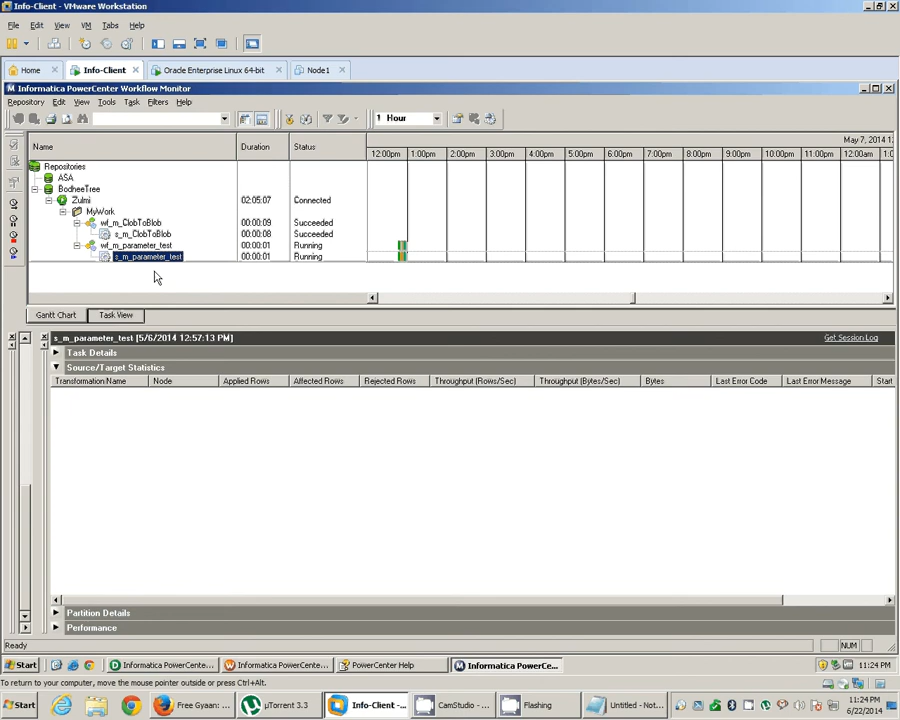 Info-Client - VMware Workstation
File Edit View VM Tabs Help
Home Info-Client Oracle Enterprise Linux 64-bit Node1
Informatica PowerCenter Workflow Monitor
Repository Edit View Tools Task Filters Help
1 Hour
Name Duration Status May 7, 2014 12
12:00pm 1:00pm 2:00pm 3:00pm 4:00pm 5:00pm 6:00pm 7:00pm 8:00pm 9:00pm 10:00pm 11:00pm 12:00am 1:0
Repositories
ASA
BodheeTree
Zulmi 02:05:07 Connected
MyWork
wf_m_ClobToBlob 00:00:09 Succeeded
s_m_ClobToBlob 00:00:08 Succeeded
wf_m_parameter_test 00:00:01 Running
s_m_parameter_test 00:00:01 Running
Gantt Chart Task View
s_m_parameter_test [5/6/2014 12:57:13 PM] Get Session Log
Task Details
Source/Target Statistics
Transformation Name Node Applied Rows Affected Rows Rejected Rows Throughput (Rows/Sec) Throughput (Bytes/Sec) Bytes Last Error Code Last Error Message Start
Partition Details
Performance
Ready NUM
Start Informatica PowerCente... Informatica PowerCente... PowerCenter Help Informatica PowerCe... 11:24 PM
To return to your computer, move the mouse pointer outside or press Ctrl+Alt.
Start Free Gyaan: ... µTorrent 3.3 Info-Client -... CamStudio - ... Flashing Untitled - Not... 11:24 PM
6/22/2014